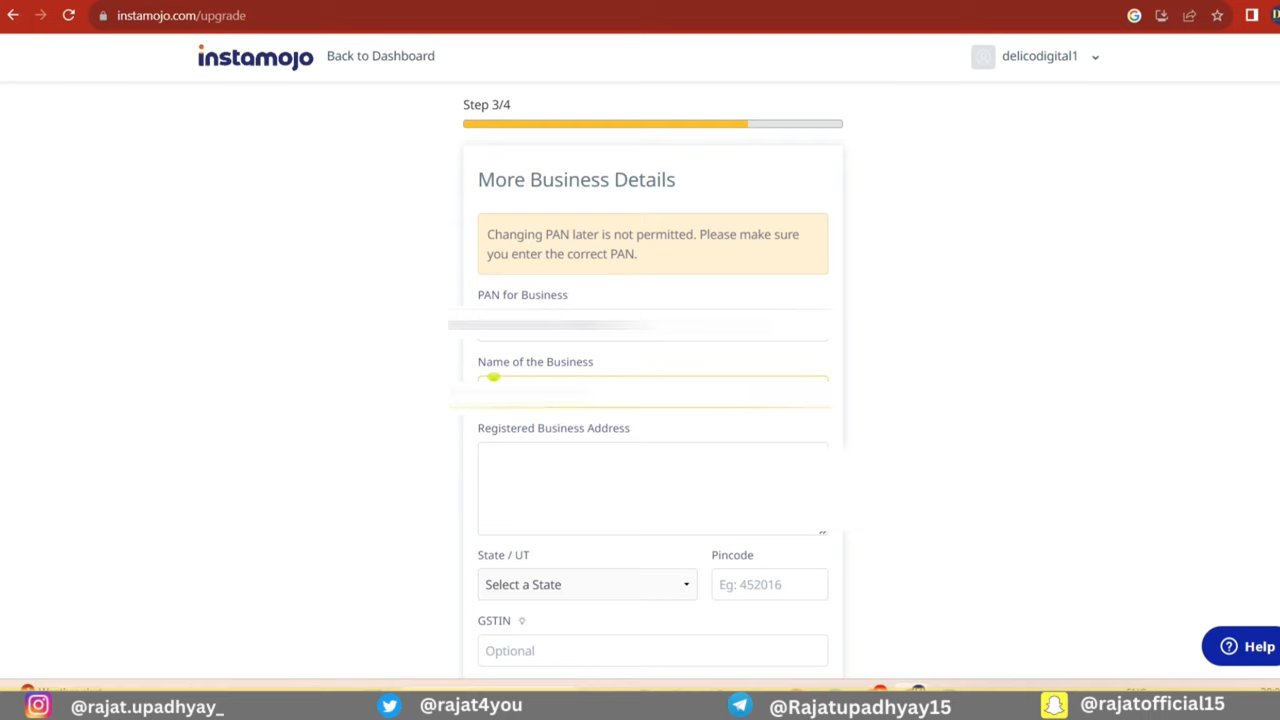 instamojo.com/upgrade
instamojo Back to Dashboard delicodigital1
Step 3/4
More Business Details
Changing PAN later is not permitted. Please make sure
you enter the correct PAN.
PAN for Business
Name of the Business
Registered Business Address
State / UT Pincode
Select a State Eg: 452016
GSTIN
Optional
Help
@rajat.upadhyay_ @rajat4you @Rajatupadhyay15 @rajatofficial15